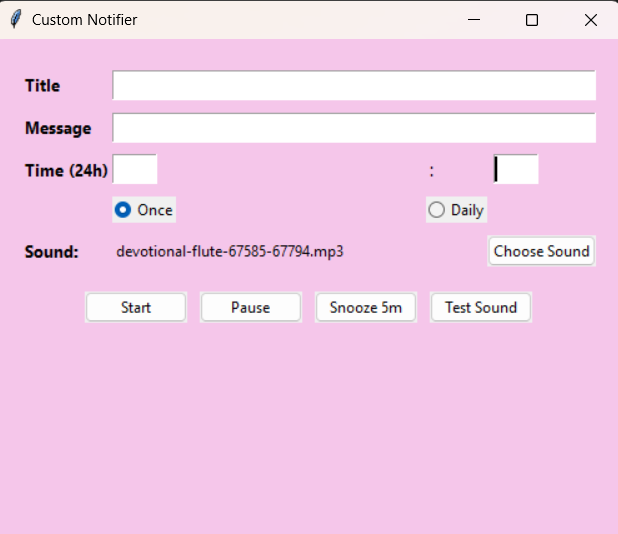 Custom Notifier
Title
Message
Time (24h) :
Once Daily
Sound: devotional-flute-67585-67794.mp3 Choose Sound
Start Pause Snooze 5m Test Sound